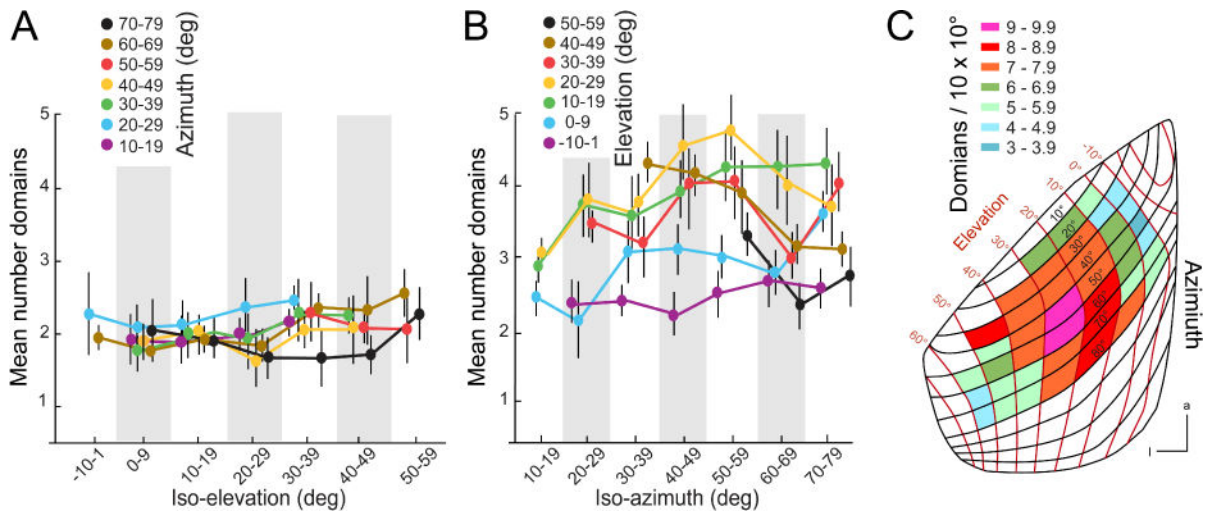 A
70-79
60-69
50-59
40-49
30-39
20-29
10-19
Azimuth (deg)
Mean number domains
5
4
3
2
1
-10-1
0-9
10-19
20-29
30-39
40-49
50-59
Iso-elevation (deg)
B
50-59
40-49
30-39
20-29
10-19
0-9
-10-1
Elevation (deg)
Mean number domains
5
4
3
2
1
10-19
20-29
30-39
40-49
50-59
60-69
70-79
Iso-azimuth (deg)
C
9 - 9.9
8 - 8.9
7 - 7.9
6 - 6.9
5 - 5.9
4 - 4.9
3 - 3.9
Domians / 10 x 10°
Elevation
-10°
0°
10°
20°
30°
40°
50°
60°
10°
20°
30°
40°
50°
60°
70°
80°
Azimuth
a
l